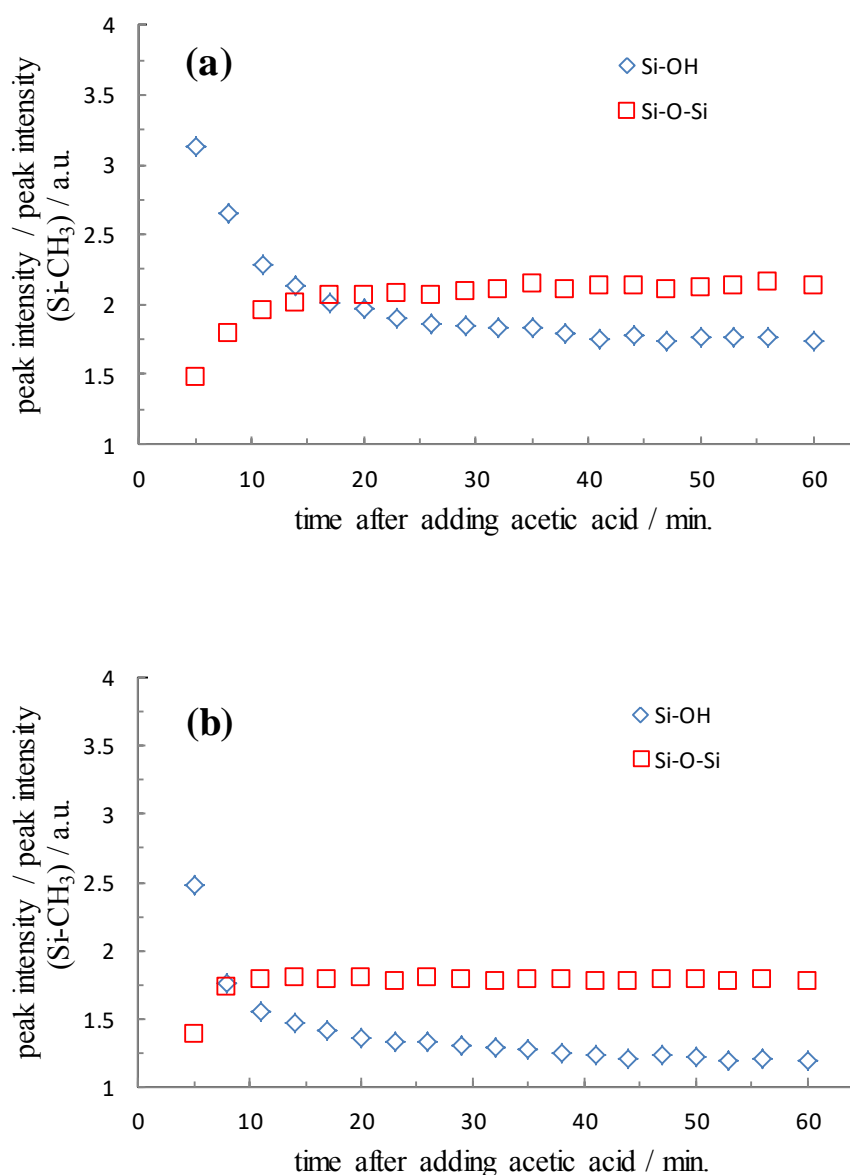 (a)
Si-OH
Si-O-Si
peak intensity / peak intensity
(Si-CH₃) / a.u.
4
3.5
3
2.5
2
1.5
1
0 10 20 30 40 50 60
time after adding acetic acid / min.
(b)
Si-OH
Si-O-Si
peak intensity / peak intensity
(Si-CH₃) / a.u.
4
3.5
3
2.5
2
1.5
1
0 10 20 30 40 50 60
time after adding acetic acid / min.